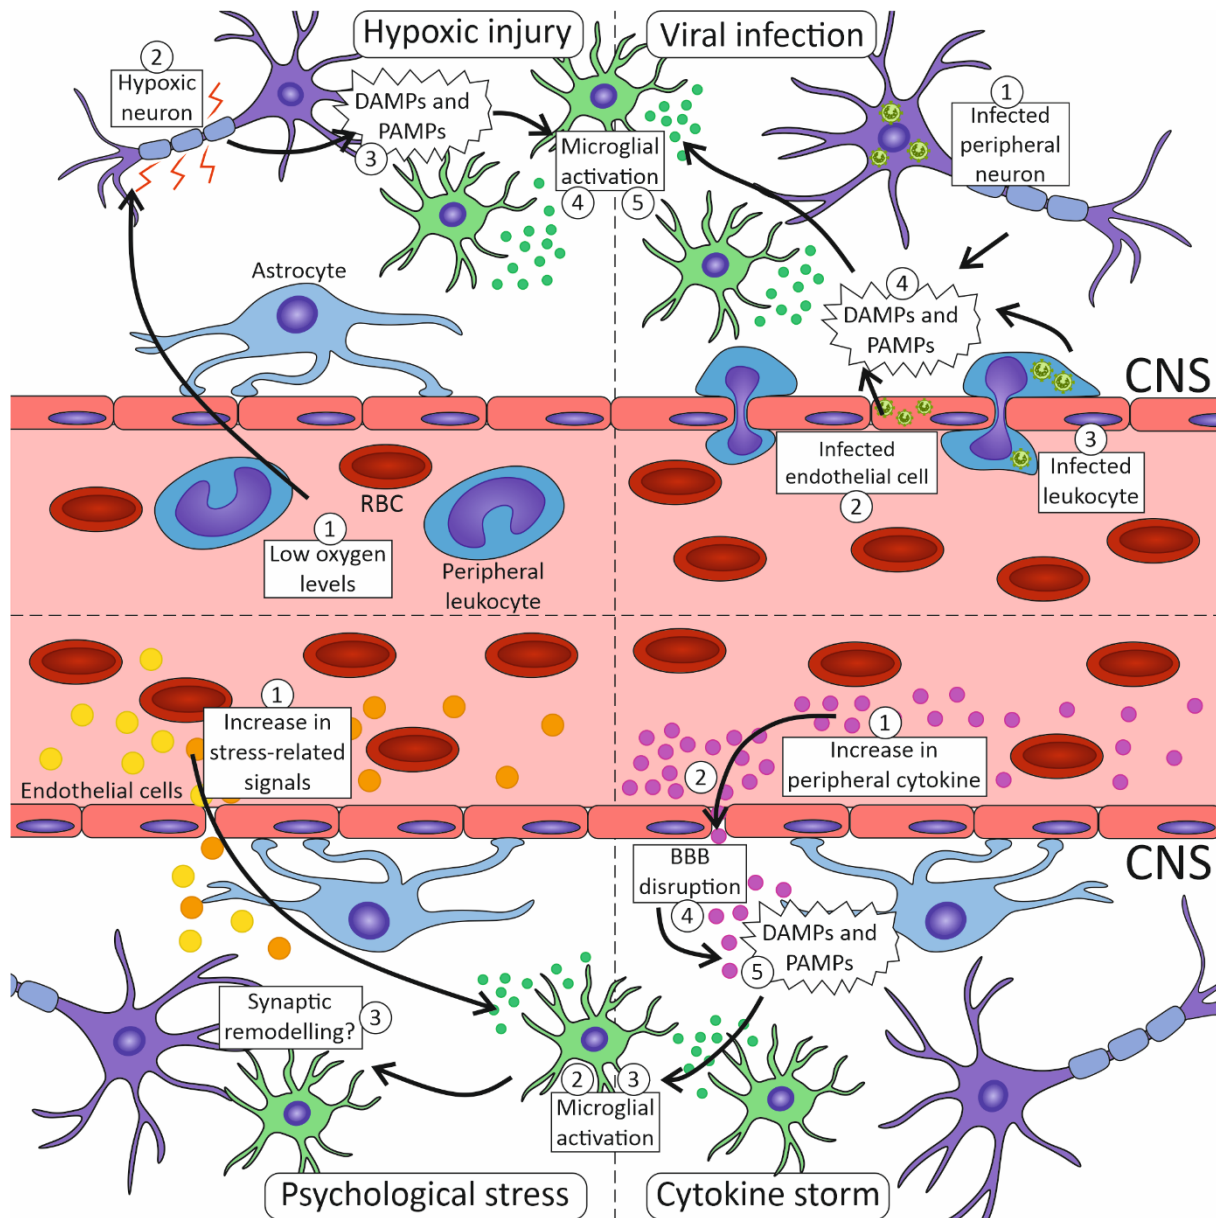 Hypoxic injury
2
Hypoxic
neuron
DAMPs and
PAMPs
3
Microglial
activation
4
5
Astrocyte
1
Low oxygen
levels
RBC
Peripheral
leukocyte
Viral infection
1
Infected
peripheral
neuron
4
DAMPs and
PAMPs
CNS
Infected
endothelial cell
2
3
Infected
leukocyte
1
Increase in
stress-related
signals
Endothelial cells
Synaptic
remodelling?
3
2
3
Microglial
activation
Psychological stress
1
Increase in
peripheral cytokine
2
BBB
disruption
4
DAMPs and
PAMPs
5
CNS
Cytokine storm